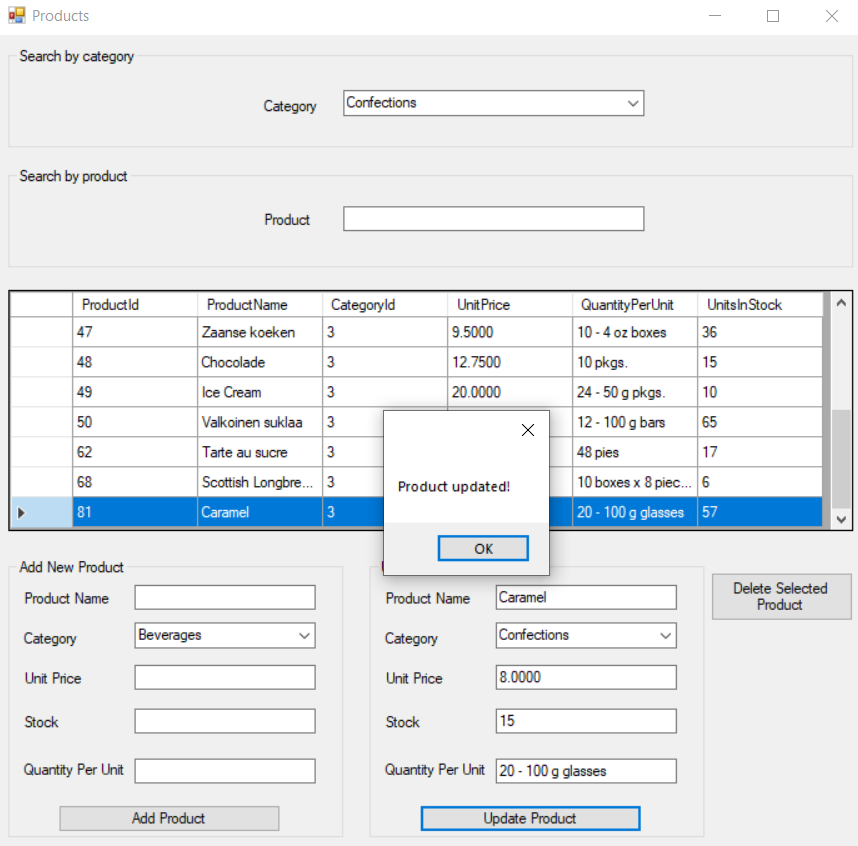 Products
Search by category
Category
Confections
Search by product
Product
ProductId ProductName CategoryId UnitPrice QuantityPerUnit UnitsInStock
47 Zaanse koeken 3 9.5000 10 - 4 oz boxes 36
48 Chocolade 3 12.7500 10 pkgs. 15
49 Ice Cream 3 20.0000 24 - 50 g pkgs. 10
50 Valkoinen suklaa 3 12 - 100 g bars 65
62 Tarte au sucre 3 48 pies 17
68 Scottish Longbre... 3 10 boxes x 8 piec... 6
81 Caramel 3 20 - 100 g glasses 57
Product updated!
OK
Add New Product
Product Name
Category Beverages
Unit Price
Stock
Quantity Per Unit
Add Product
Product Name Caramel
Category Confections
Unit Price 8.0000
Stock 15
Quantity Per Unit 20 - 100 g glasses
Update Product
Delete Selected
Product